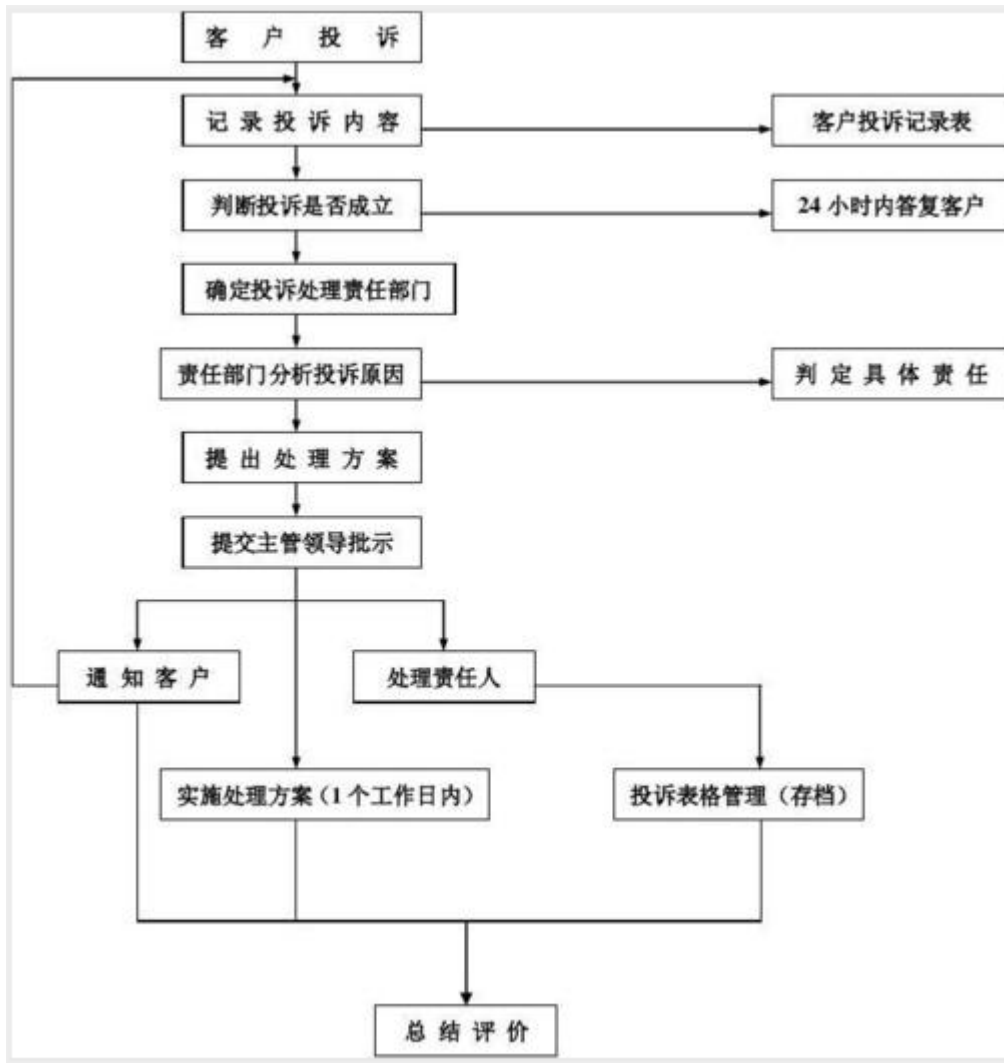 客户投诉
记录投诉内容
客户投诉记录表
判断投诉是否成立
24小时内答复客户
确定投诉处理责任部门
责任部门分析投诉原因
判定具体责任
提出处理方案
提交主管领导批示
通知客户
处理责任人
实施处理方案（1个工作日内）
投诉表格管理（存档）
总结评价